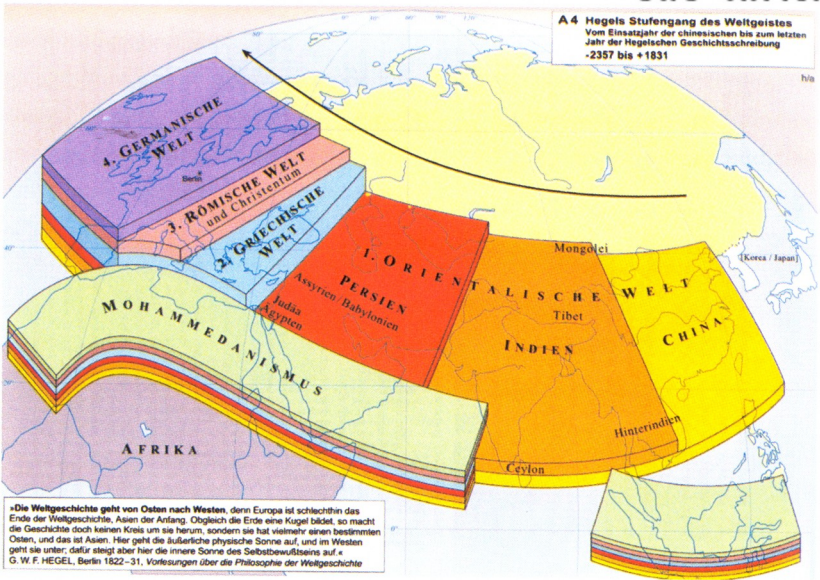 A 4 Hegels Stufengang des Weltgeistes
Vom Einsatzjahr der chinesischen bis zum letzten
Jahr der Hegelschen Geschichtsschreibung
-2357 bis +1831
h/a
4. GERMANISCHE
WELT
Berlin
3. RÖMISCHE WELT
und Christentum
2. GRIECHISCHE
WELT
1. ORIENTALISCHE WELT
PERSIEN
Assyrien/Babylonien
Judäa
Ägypten
Mongolei
[Korea / Japan]
Tibet
INDIEN
CHINA
Hinterindien
Ceylon
MOHAMMEDANISMUS
AFRIKA
»Die Weltgeschichte geht von Osten nach Westen, denn Europa ist schlechthin das
Ende der Weltgeschichte, Asien der Anfang. Obgleich die Erde eine Kugel bildet, so macht
die Geschichte doch keinen Kreis um sie herum, sondern sie hat vielmehr einen bestimmten
Osten, und das ist Asien. Hier geht die äußerliche physische Sonne auf, und im Westen
geht sie unter; dafür steigt aber hier die innere Sonne des Selbstbewußtseins auf.«
G. W. F. HEGEL, Berlin 1822–31, Vorlesungen über die Philosophie der Weltgeschichte